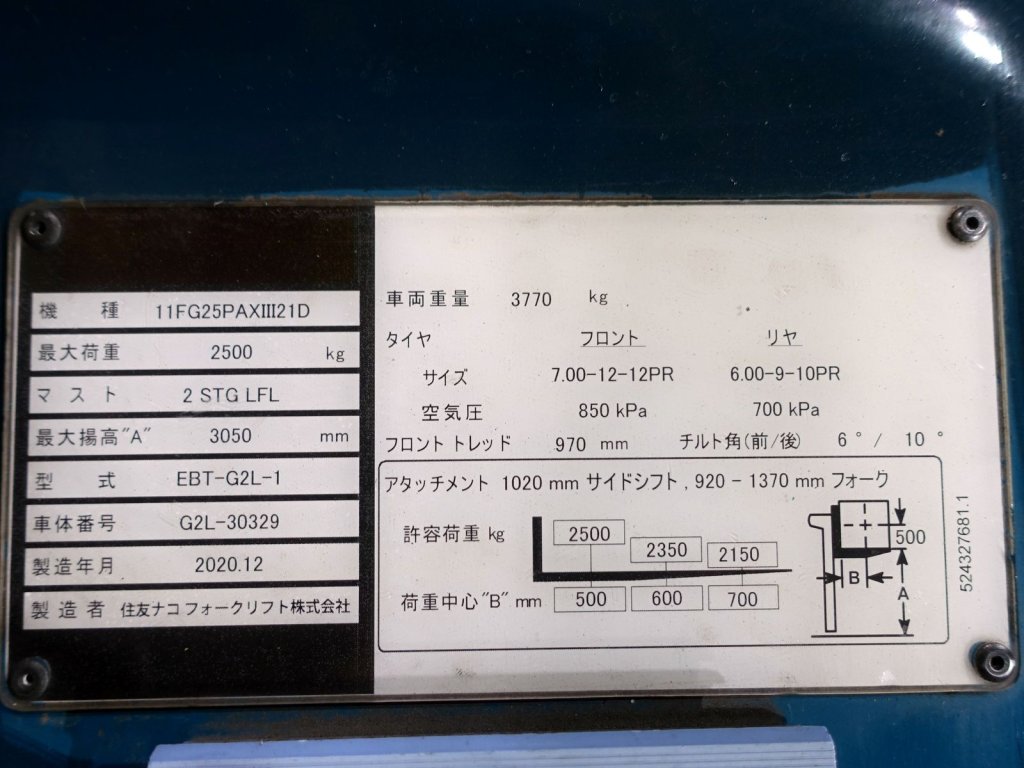 機 種 11FG25PAXIII21D
最大荷重 2500 kg
マスト 2 STG LFL
最大揚高"A" 3050 mm
型 式 EBT-G2L-1
車体番号 G2L-30329
製造年月 2020.12
製造者 住友ナコフォークリフト株式会社
車両重量 3770 kg
タイヤ フロント リヤ
サイズ 7.00-12-12PR 6.00-9-10PR
空気圧 850 kPa 700 kPa
フロント トレッド 970 mm チルト角(前/後) 6 ° / 10 °
アタッチメント 1020 mm サイドシフト , 920 - 1370 mm フォーク
許容荷重 kg 2500 2350 2150
荷重中心"B" mm 500 600 700
500
B
A
524327681.1